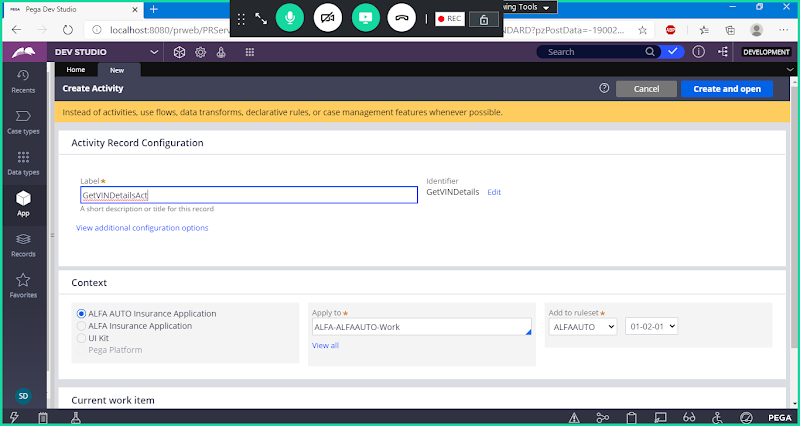 PEGA Pega Dev Studio
localhost:8080/prweb/PRServ
REC
ving Tools
NDARD?pzPostData=-19002...
DEV STUDIO
Search
DEVELOPMENT
Home
New
Recents
Create Activity
Cancel
Create and open
Instead of activities, use flows, data transforms, declarative rules, or case management features whenever possible.
Case types
Activity Record Configuration
Data types
Label★
Identifier
GetVINDetailsAct
GetVINDetails Edit
App
A short description or title for this record
View additional configuration options
Records
Favorites
Context
ALFA AUTO Insurance Application
ALFA Insurance Application
UI Kit
Pega Platform
Apply to★
ALFA-ALFAAUTO-Work
View all
Add to ruleset★
ALFAAUTO
01-02-01
SD
Current work item
PEGA